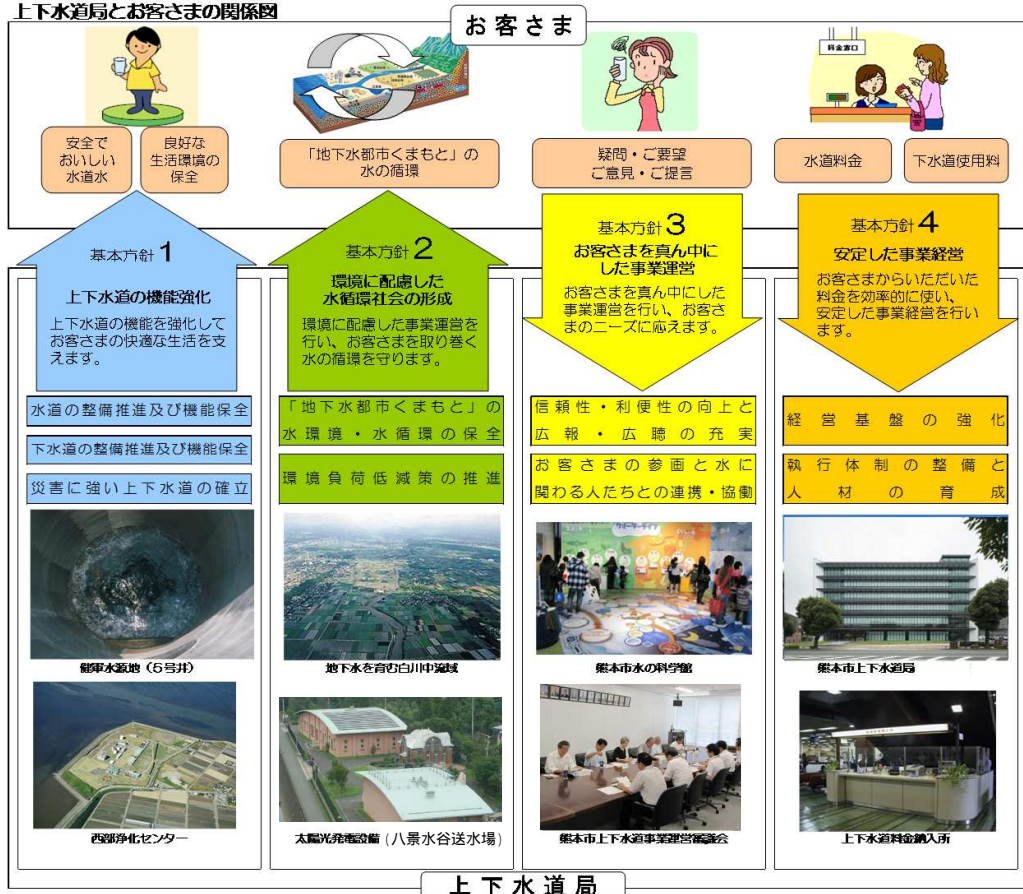 上下水道局とお客さまの関係図
お客さま
料金窓口
安全で
おいしい
水道水
良好な
生活環境の
保全
「地下水都市くまもと」の
水の循環
疑問・ご要望
ご意見・ご提言
水道料金
下水道使用料
基本方針1
上下水道の機能強化
上下水道の機能を強化して
お客さまの快適な生活を支
えます。
基本方針2
環境に配慮した
水循環社会の形成
環境に配慮した事業運営を
行い、お客さまを取り巻く
水の循環を守ります。
基本方針3
お客さまを真ん中に
した事業運営
お客さまを真ん中にした
事業運営を行い、お客さ
まのニーズに応えます。
基本方針4
安定した事業経営
お客さまからいただいた
料金を効率的に使い、
安定した事業経営を行い
ます。
水道の整備推進及び機能保全
下水道の整備推進及び機能保全
災害に強い上下水道の確立
「地下水都市くまもと」の
水環境・水循環の保全
環境負荷低減策の推進
信頼性・利便性の向上と
広報・広聴の充実
お客さまの参画と水に
関わる人たちとの連携・協働
経営基盤の強化
執行体制の整備と
人材の育成
健軍水源地(5号井)
地下水を育む白川中流域
熊本市水の科学館
熊本市上下水道局
西部浄化センター
太陽光発電設備(八景水谷送水場)
熊本市上下水道事業運営審議会
上下水道料金納入所
上下水道局